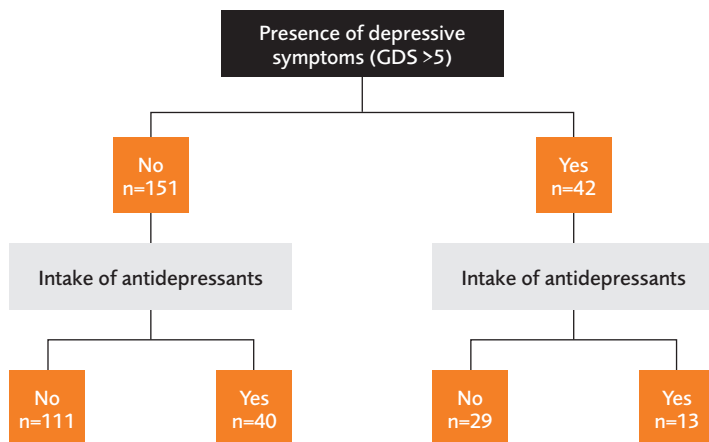 Presence of depressive
symptoms (GDS >5)
No
n=151
Yes
n=42
Intake of antidepressants
Intake of antidepressants
No
n=111
Yes
n=40
No
n=29
Yes
n=13